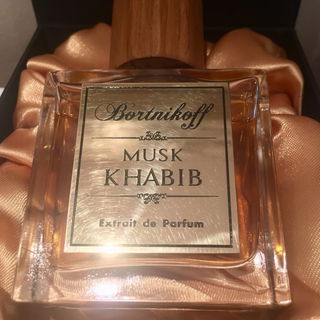 Bortnikoff
MUSK
KHABIB
Extrait de Parfum